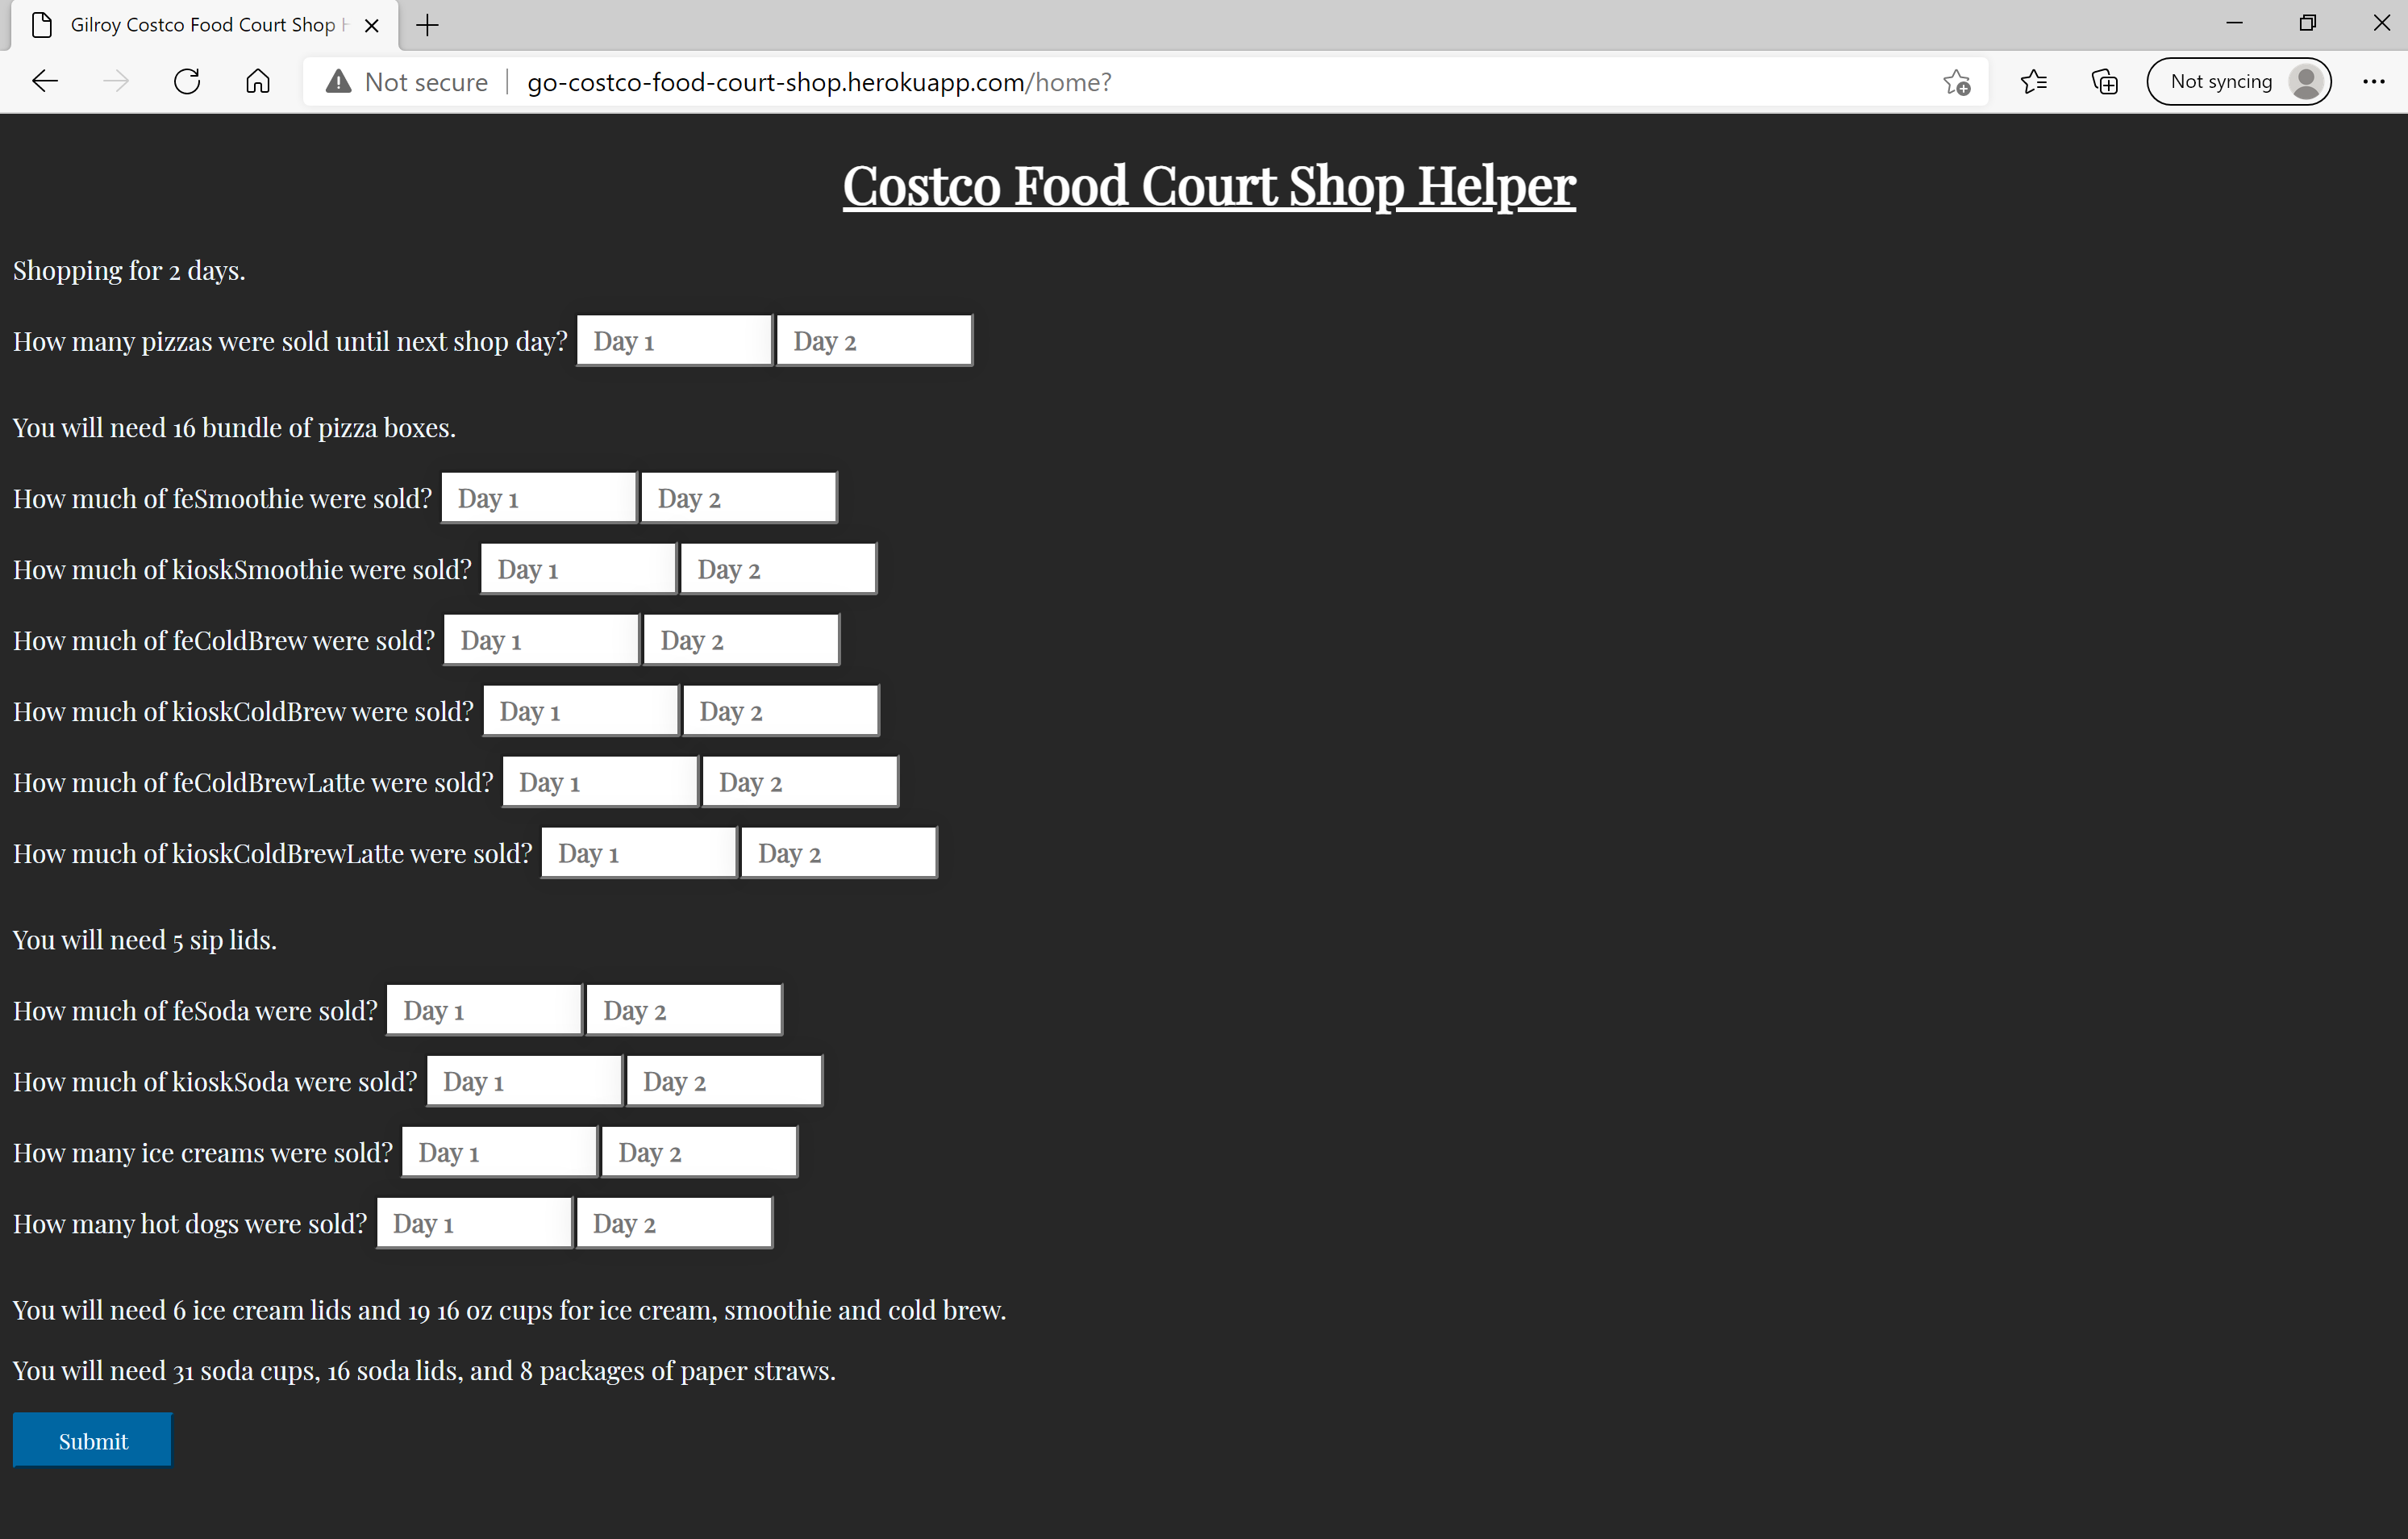 Gilroy Costco Food Court Shop
Not secure
go-costco-food-court-shop.herokuapp.com/home?
Not syncing
Costco Food Court Shop Helper
Shopping for 2 days.
How many pizzas were sold until next shop day? Day 1 Day 2
You will need 16 bundle of pizza boxes.
How much of feSmoothie were sold? Day 1 Day 2
How much of kioskSmoothie were sold? Day 1 Day 2
How much of feColdBrew were sold? Day 1 Day 2
How much of kioskColdBrew were sold? Day 1 Day 2
How much of feColdBrewLatte were sold? Day 1 Day 2
How much of kioskColdBrewLatte were sold? Day 1 Day 2
You will need 5 sip lids.
How much of feSoda were sold? Day 1 Day 2
How much of kioskSoda were sold? Day 1 Day 2
How many ice creams were sold? Day 1 Day 2
How many hot dogs were sold? Day 1 Day 2
You will need 6 ice cream lids and 19 16 oz cups for ice cream, smoothie and cold brew.
You will need 31 soda cups, 16 soda lids, and 8 packages of paper straws.
Submit